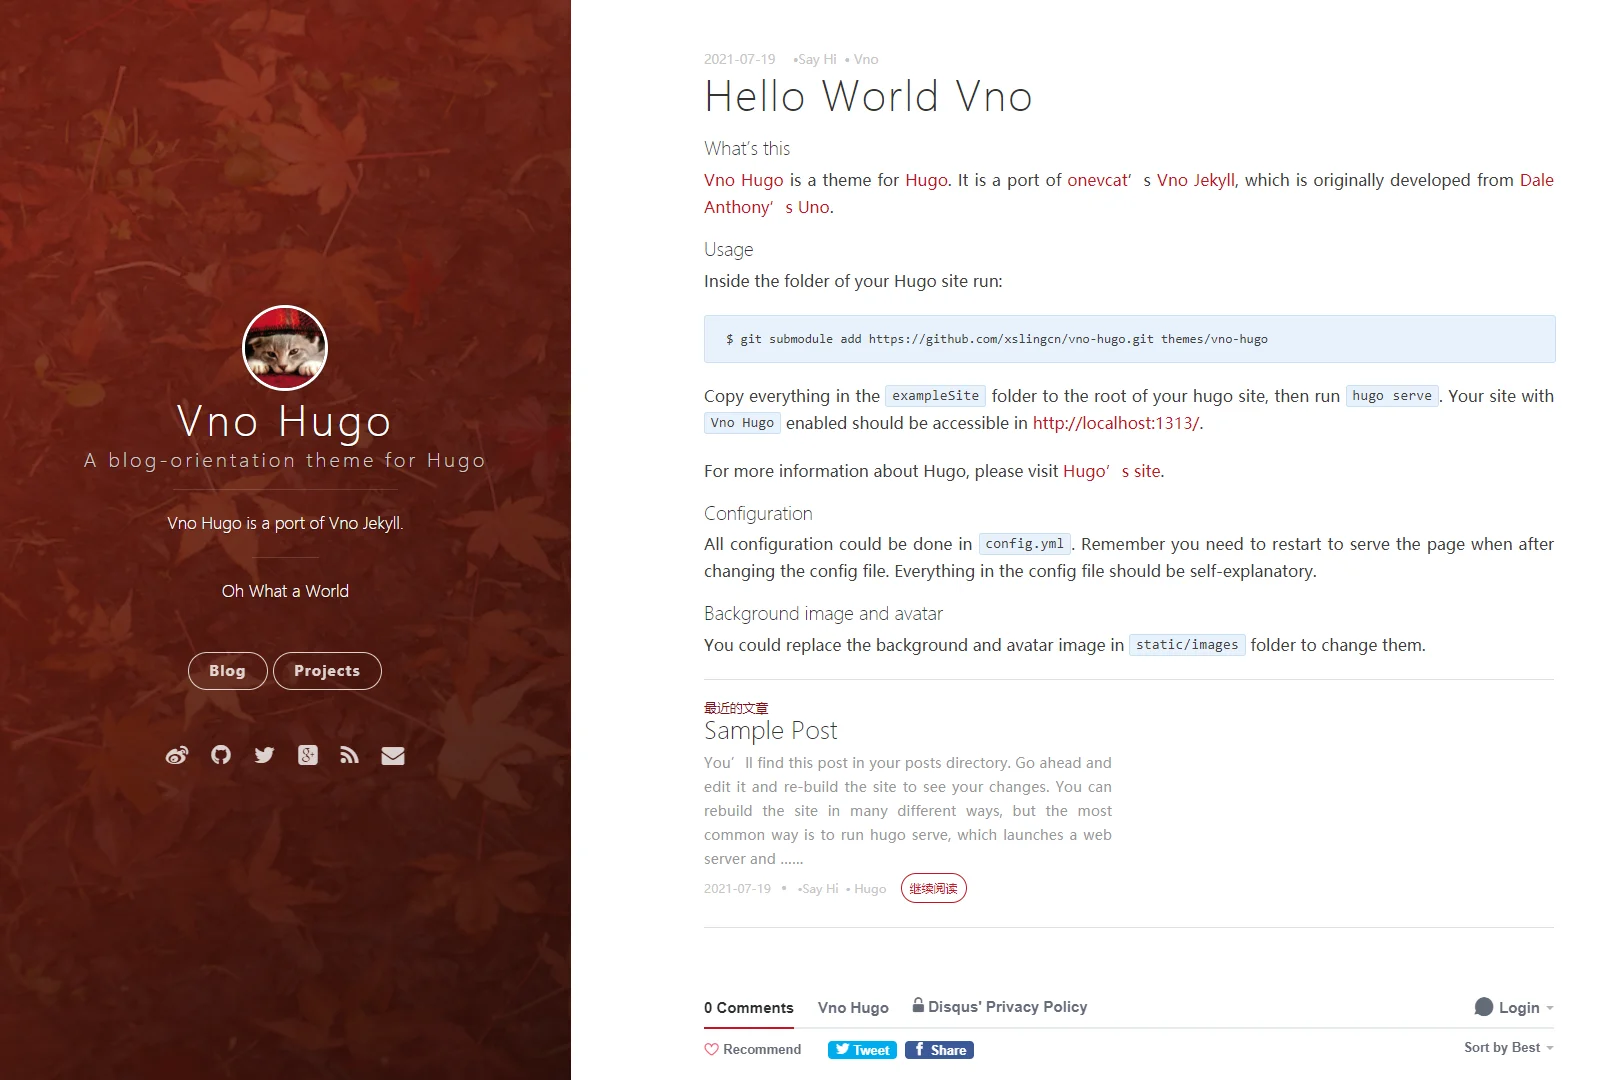 Vno Hugo
A blog-orientation theme for Hugo
Vno Hugo is a port of Vno Jekyll.
Oh What a World
Blog Projects
2021-07-19 •Say Hi • Vno
Hello World Vno
What's this
Vno Hugo is a theme for Hugo. It is a port of onevcat’s Vno Jekyll, which is originally developed from Dale
Anthony’s Uno.
Usage
Inside the folder of your Hugo site run:
$ git submodule add https://github.com/xslingcn/vno-hugo.git themes/vno-hugo
Copy everything in the exampleSite folder to the root of your hugo site, then run hugo serve. Your site with
Vno Hugo enabled should be accessible in http://localhost:1313/.
For more information about Hugo, please visit Hugo’s site.
Configuration
All configuration could be done in config.yml. Remember you need to restart to serve the page when after
changing the config file. Everything in the config file should be self-explanatory.
Background image and avatar
You could replace the background and avatar image in static/images folder to change them.
最近的文章
Sample Post
You’ll find this post in your posts directory. Go ahead and
edit it and re-build the site to see your changes. You can
rebuild the site in many different ways, but the most
common way is to run hugo serve, which launches a web
server and ......
2021-07-19 • •Say Hi • Hugo 继续阅读
0 Comments Vno Hugo Disqus' Privacy Policy Login
Recommend Tweet Share Sort by Best